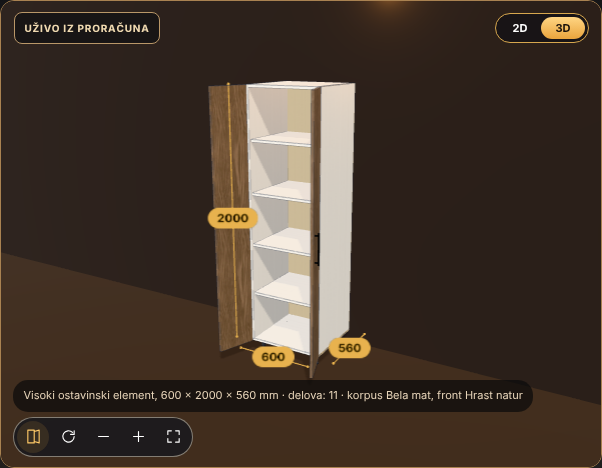 UŽIVO IZ PRORAČUNA
2D 3D
2000
600
560
Visoki ostavinski element, 600 × 2000 × 560 mm · delova: 11 · korpus Bela mat, front Hrast natur